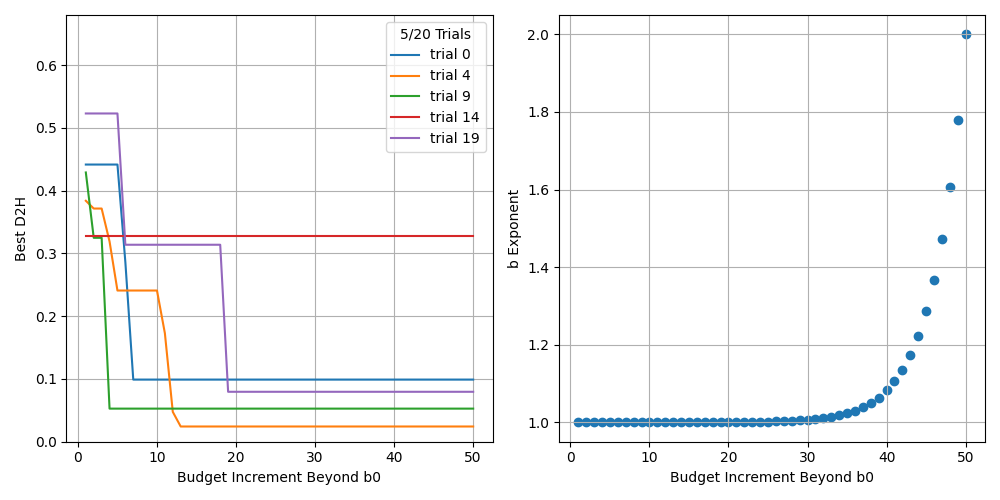 5/20 Trials
trial 0
trial 4
trial 9
trial 14
trial 19
Best D2H
0.6
0.5
0.4
0.3
0.2
0.1
0.0
0 10 20 30 40 50
Budget Increment Beyond b0
b Exponent
2.0
1.8
1.6
1.4
1.2
1.0
0 10 20 30 40 50
Budget Increment Beyond b0